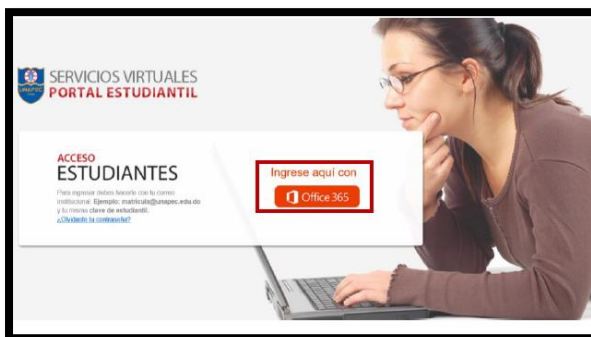 UNAPEC
SERVICIOS VIRTUALES
PORTAL ESTUDIANTIL
ACCESO
ESTUDIANTES
Para ingresar debes hacerlo con tu correo
institucional. Ejemplo: matricula@unapec.edu.do
y tu misma clave de estudiantil.
¿Olvidaste tu contraseña?
Ingrese aquí con
Office 365